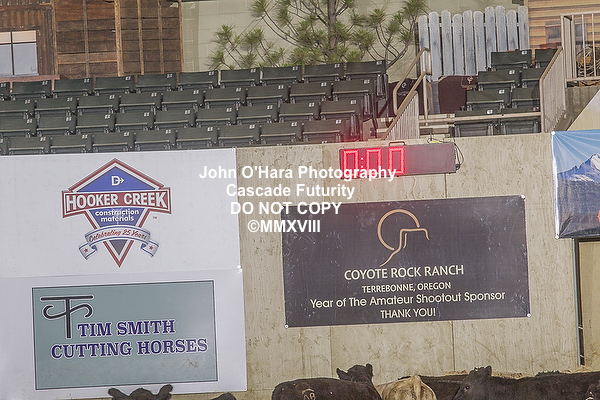 John O'Hara Photography
Cascade Futurity
DO NOT COPY
©MMXVIII
0:00
HOOKER CREEK
construction
materials
Celebrating 25 Years
COYOTE ROCK RANCH
TERREBONNE, OREGON
Year of The Amateur Shootout Sponsor
THANK YOU!
TIM SMITH
CUTTING HORSES